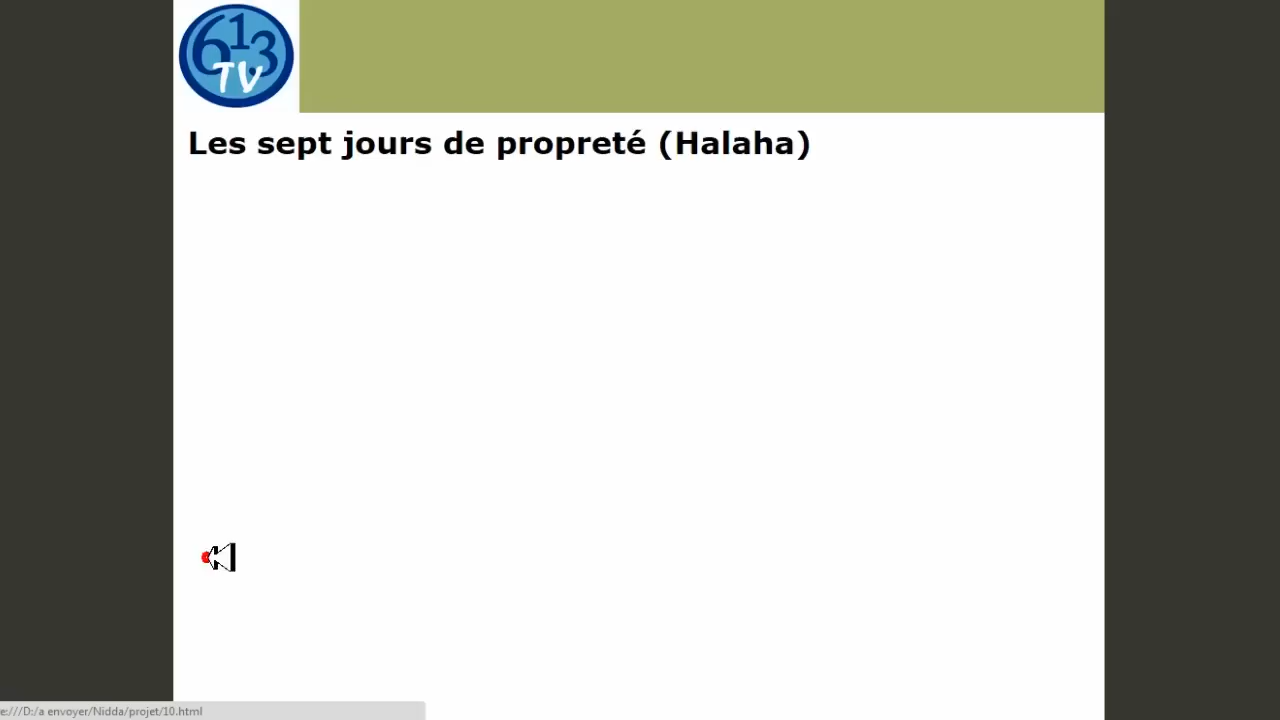 613
TV
Les sept jours de propreté (Halaha)
e:///D:/a envoyer/Nidda/projet/10.html